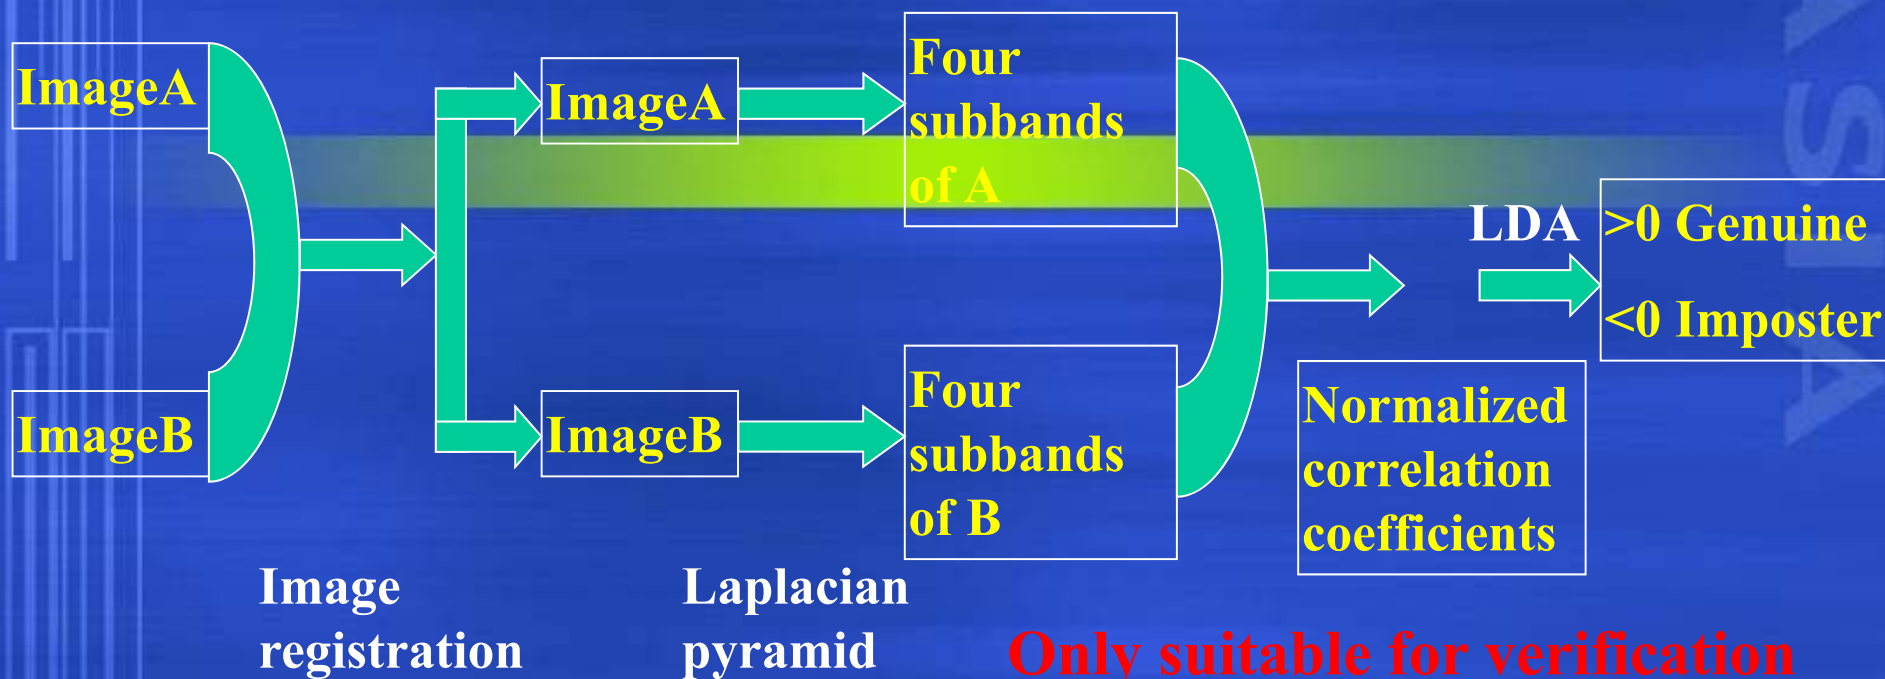 ImageA
ImageB
ImageA
ImageB
Four
subbands
of A
Four
subbands
of B
LDA
>0 Genuine
<0 Imposter
Normalized
correlation
coefficients
Image
registration
Laplacian
pyramid
Only suitable for verification